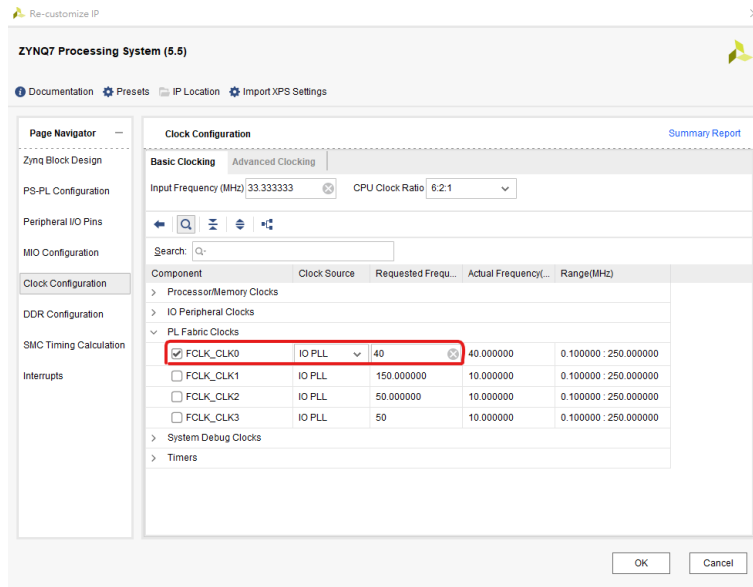 Re-customize IP
ZYNQ7 Processing System (5.5)
Documentation Presets IP Location Import XPS Settings
Page Navigator
Zynq Block Design
PS-PL Configuration
Peripheral I/O Pins
MIO Configuration
Clock Configuration
DDR Configuration
SMC Timing Calculation
Interrupts
Clock Configuration Summary Report
Basic Clocking Advanced Clocking
Input Frequency (MHz) 33.333333 CPU Clock Ratio 6:2:1
Search:
Component Clock Source Requested Frequ... Actual Frequency(... Range(MHz)
Processor/Memory Clocks
IO Peripheral Clocks
PL Fabric Clocks
FCLK_CLK0 IO PLL 40 40.000000 0.100000 : 250.000000
FCLK_CLK1 IO PLL 150.000000 10.000000 0.100000 : 250.000000
FCLK_CLK2 IO PLL 50.000000 10.000000 0.100000 : 250.000000
FCLK_CLK3 IO PLL 50 10.000000 0.100000 : 250.000000
System Debug Clocks
Timers
OK Cancel